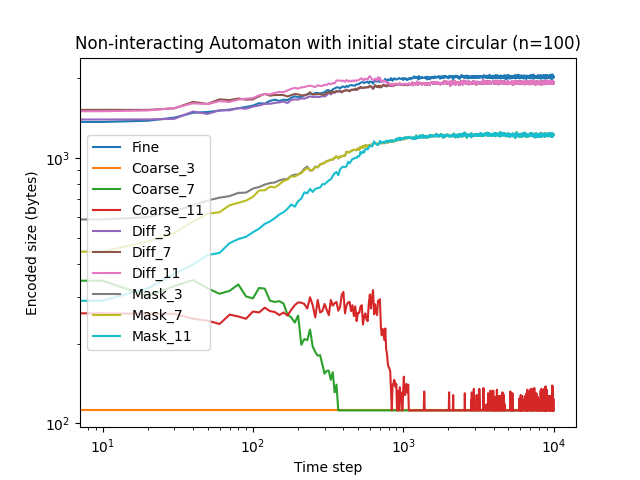 Non-interacting Automaton with initial state circular (n=100)
Encoded size (bytes)
10³
10²
Fine
Coarse_3
Coarse_7
Coarse_11
Diff_3
Diff_7
Diff_11
Mask_3
Mask_7
Mask_11
10¹ 10² 10³ 10⁴
Time step